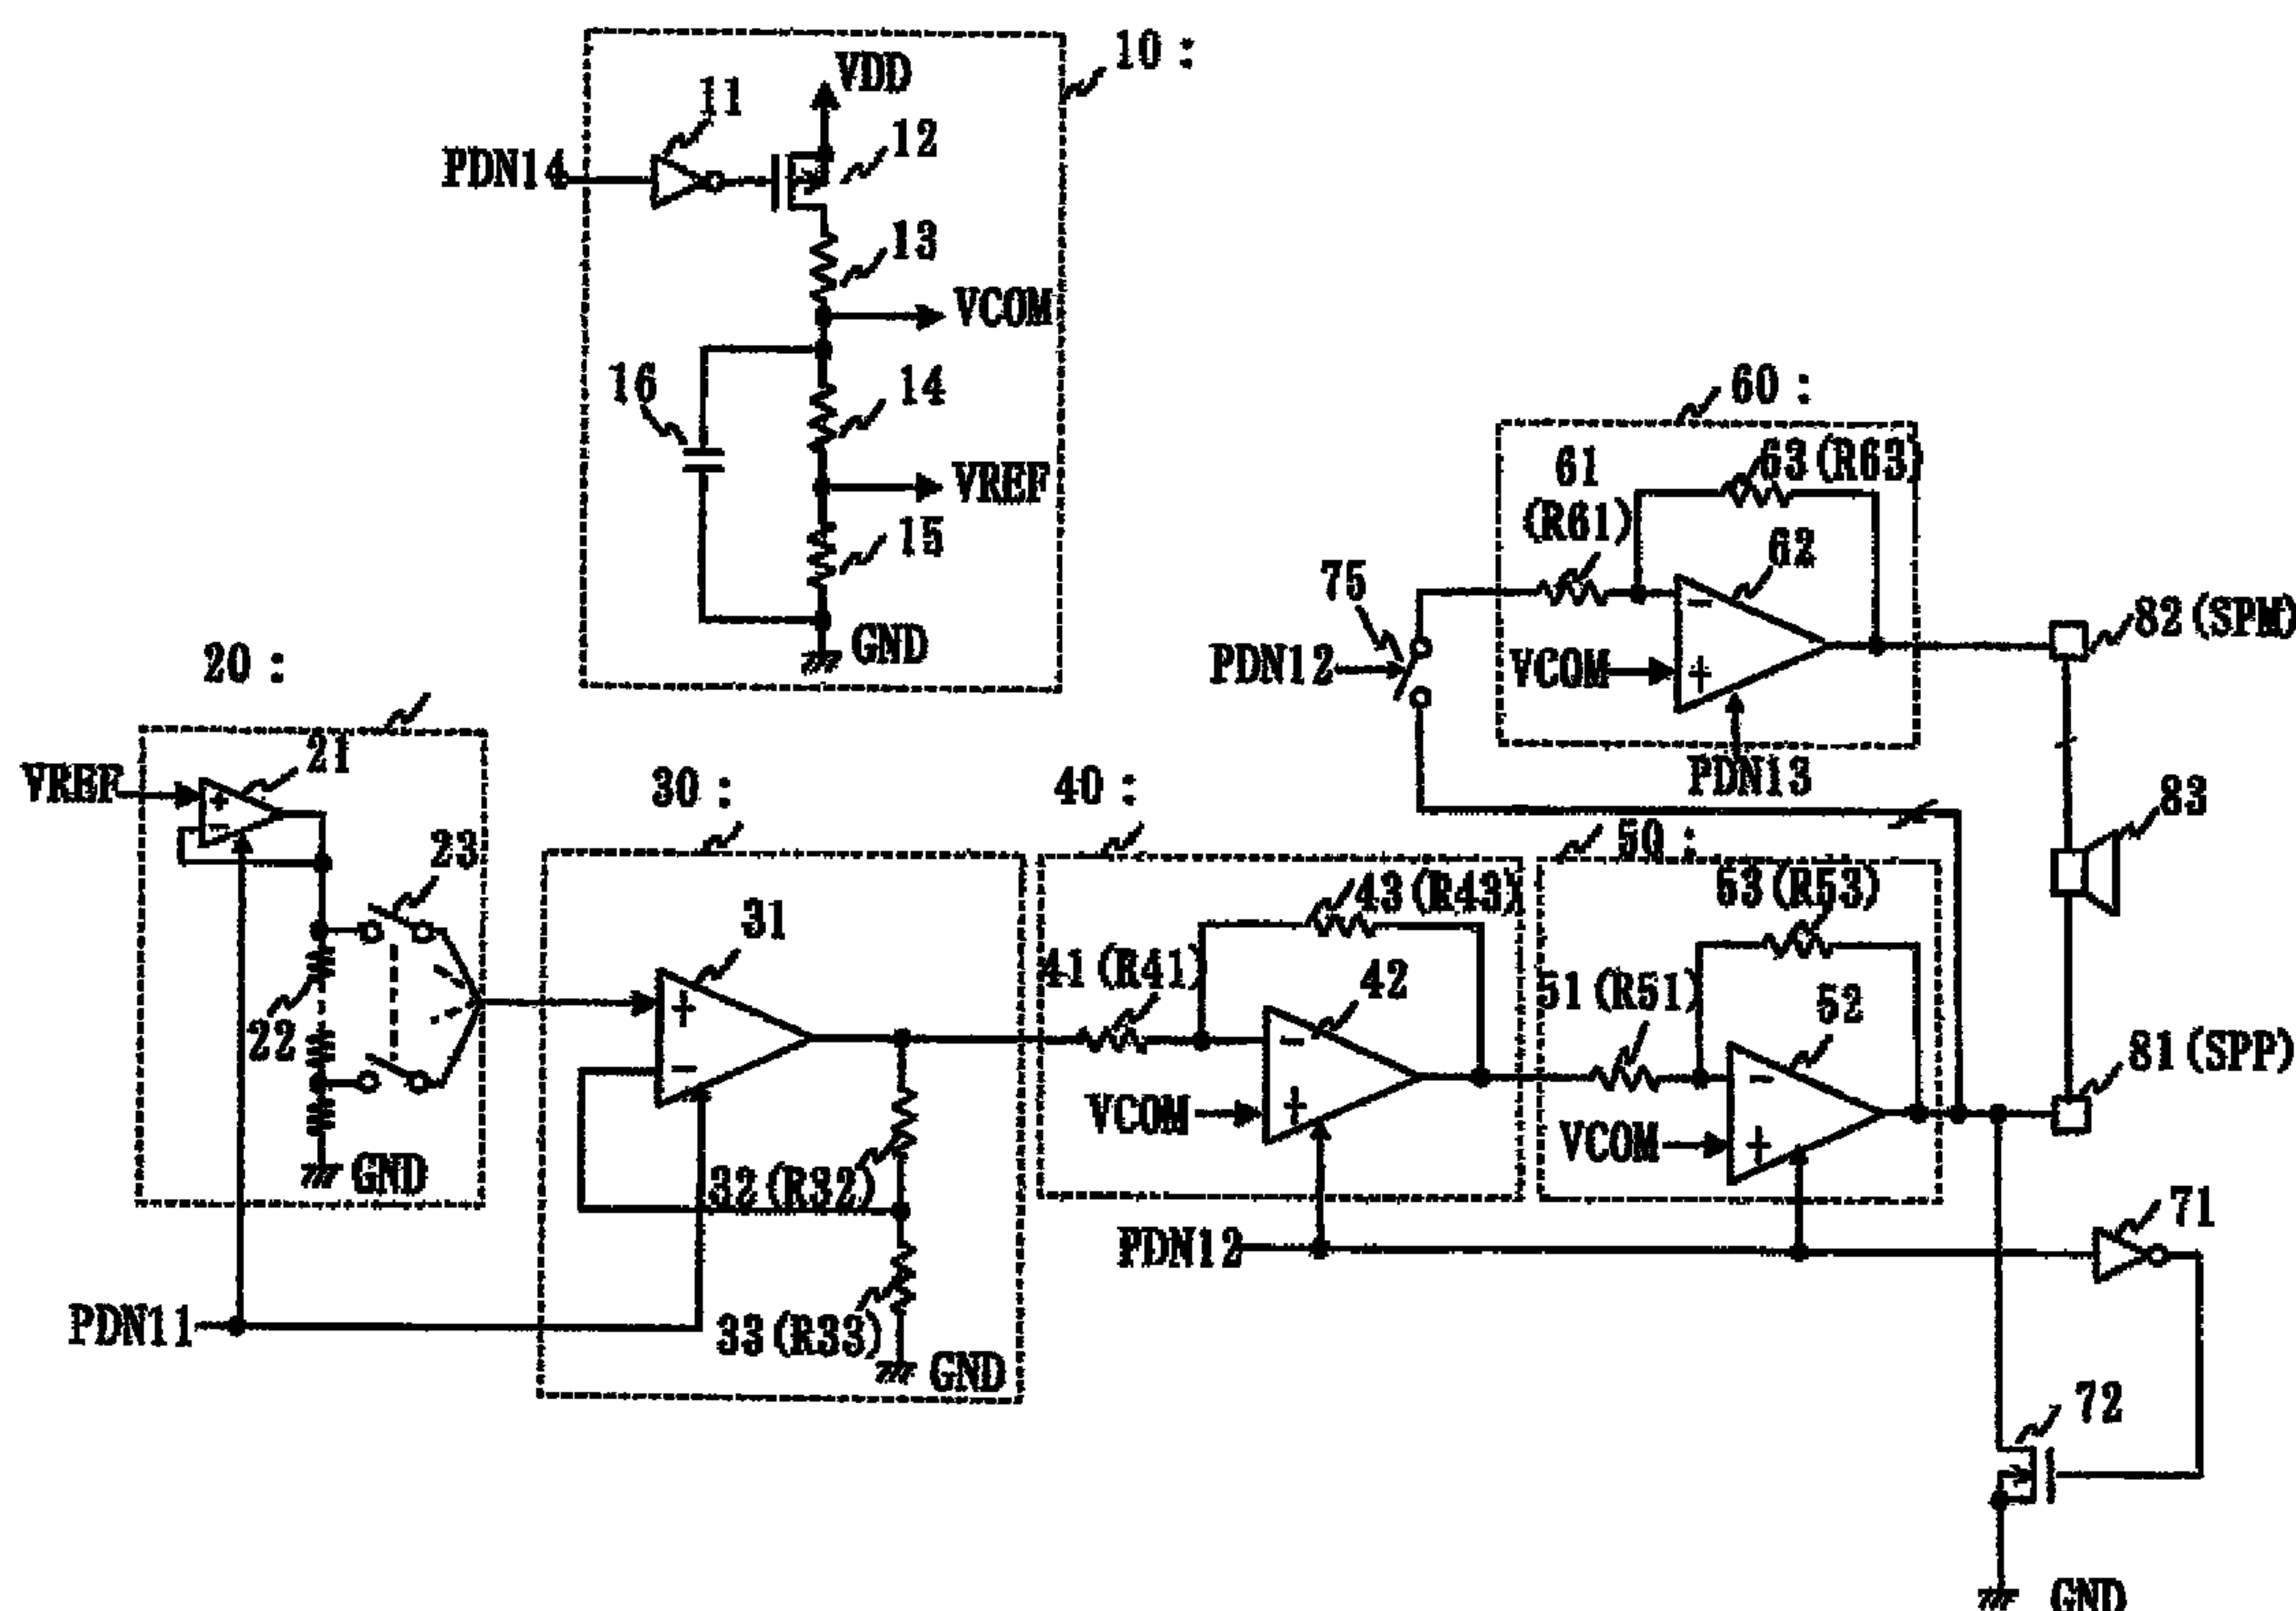 10 :
VDD
11
12
PDN14
13
VCOM
16
14
VREF
15
GND
60 :
63(R63)
61
(R61)
62
75
PDN12
VCOM
+
-
82(SPM)
PDN13
20 :
21
VREF
+
-
23
22
GND
30 :
31
+
-
32(R32)
33(R33)
GND
PDN11
40 :
43(R43)
41(R41)
42
-
+
VCOM
50 :
53(R53)
51(R51)
52
-
+
VCOM
PDN12
83
81(SPP)
71
72
GND